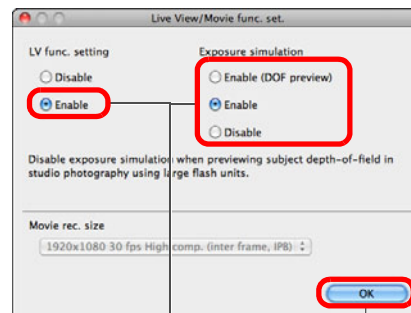 Live View/Movie func. set.
LV func. setting
Exposure simulation
Disable
Enable (DOF preview)
Enable
Enable
Disable
Disable exposure simulation when previewing subject depth-of-field in
studio photography using large flash units.
Movie rec. size
1920x1080 30 fps High comp. (inter frame, IPB)
OK